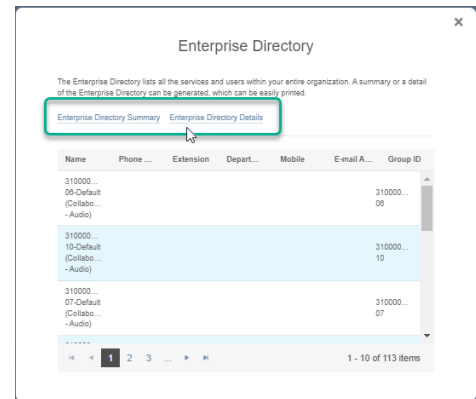 ×
Enterprise Directory
The Enterprise Directory lists all the services and users within your entire organization. A summary or a detail
of the Enterprise Directory can be generated, which can be easily printed.
Enterprise Directory Summary Enterprise Directory Details
Name Phone ... Extension Depart... Mobile E-mail A... Group ID
310000...
08-Default
(Collabo...
- Audio)
310000...
08
310000...
10-Default
(Collabo...
- Audio)
310000...
10
310000...
07-Default
(Collabo...
- Audio)
310000...
07
1 2 3 ... 1 - 10 of 113 items